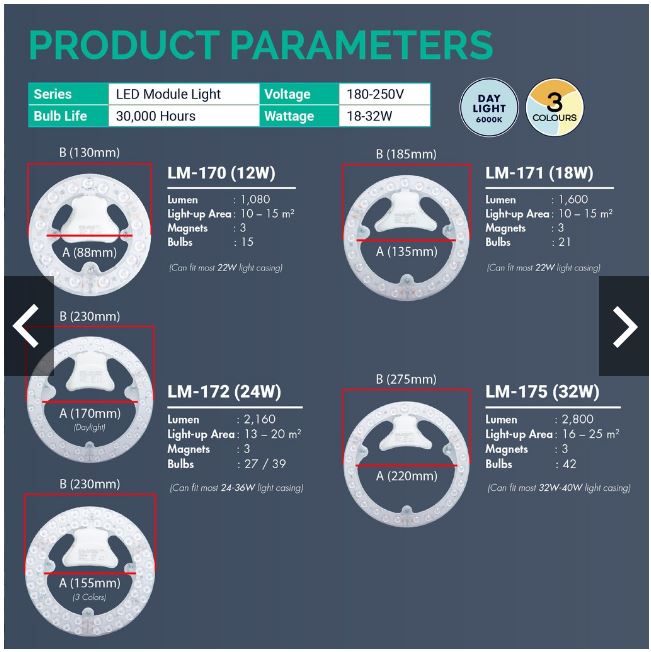 PRODUCT PARAMETERS
Series LED Module Light Voltage 180-250V
Bulb Life 30,000 Hours Wattage 18-32W
DAY
LIGHT
6000K
3
COLOURS
B (130mm)
A (88mm)
LM-170 (12W)
Lumen : 1,080
Light-up Area : 10 – 15 m²
Magnets : 3
Bulbs : 15
(Can fit most 22W light casing)
B (185mm)
A (135mm)
LM-171 (18W)
Lumen : 1,600
Light-up Area : 10 – 15 m²
Magnets : 3
Bulbs : 21
(Can fit most 22W light casing)
B (230mm)
A (170mm)
(Daylight)
LM-172 (24W)
Lumen : 2,160
Light-up Area : 13 – 20 m²
Magnets : 3
Bulbs : 27 / 39
(Can fit most 24-36W light casing)
B (230mm)
A (155mm)
(3 Colors)
B (275mm)
A (220mm)
LM-175 (32W)
Lumen : 2,800
Light-up Area : 16 – 25 m²
Magnets : 3
Bulbs : 42
(Can fit most 32W-40W light casing)